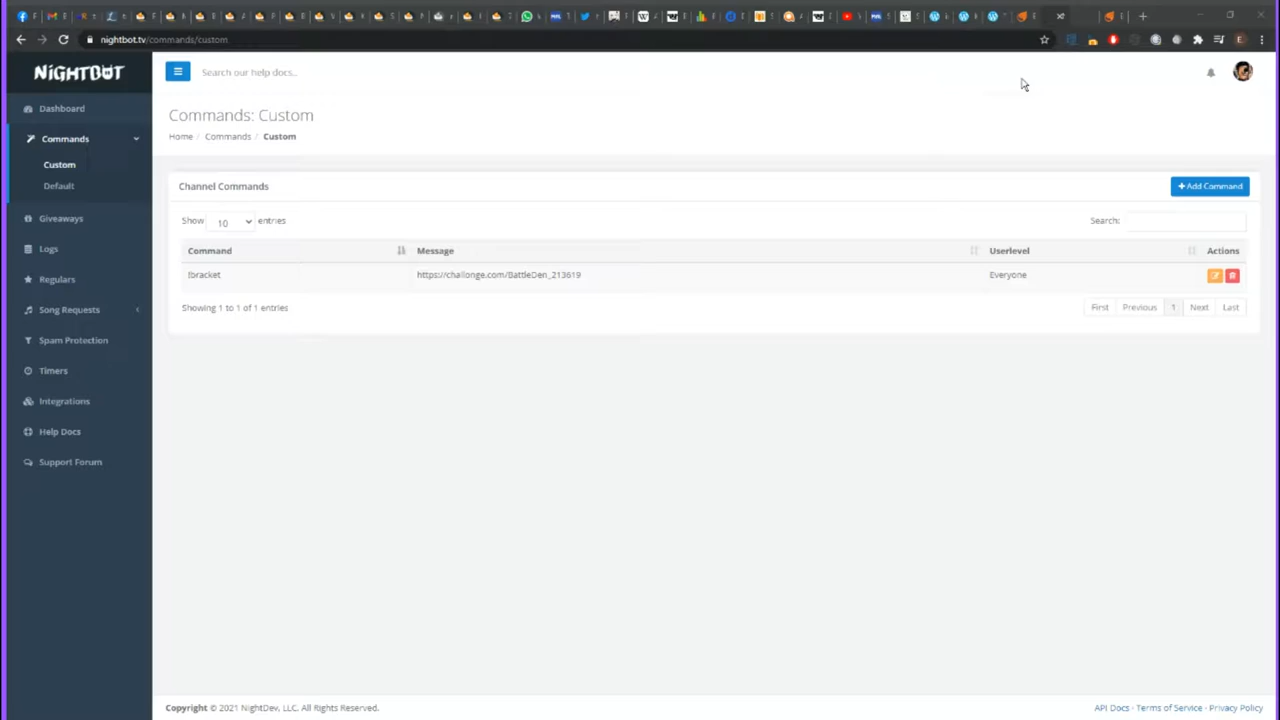 nightbot.tv/commands/custom
E
NIGHTBOT
Search our help docs..
Dashboard
Commands: Custom
Commands
Home / Commands / Custom
Custom
Default
Channel Commands
+ Add Command
Giveaways
Show 10 entries
Search:
Logs
Command Message Userlevel Actions
!bracket https://challonge.com/BattleDen_213619 Everyone
Regulars
Song Requests
Showing 1 to 1 of 1 entries
First Previous 1 Next Last
Spam Protection
Timers
Integrations
Help Docs
Support Forum
Copyright © 2021 NightDev, LLC. All Rights Reserved.
API Docs · Terms of Service · Privacy Policy